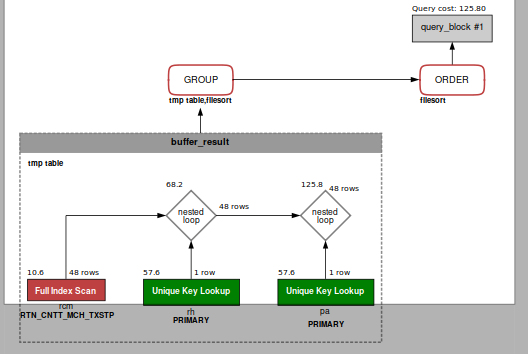 Query cost: 125.80
query_block #1
GROUP
ORDER
tmp table,filesort
filesort
buffer_result
tmp table
68.2
125.8
48 rows
nested
loop
48 rows
nested
loop
10.6
48 rows
57.6
1 row
57.6
1 row
Full Index Scan
Unique Key Lookup
Unique Key Lookup
rcm
rh
pa
RTN_CNTT_MCH_TXSTP
PRIMARY
PRIMARY